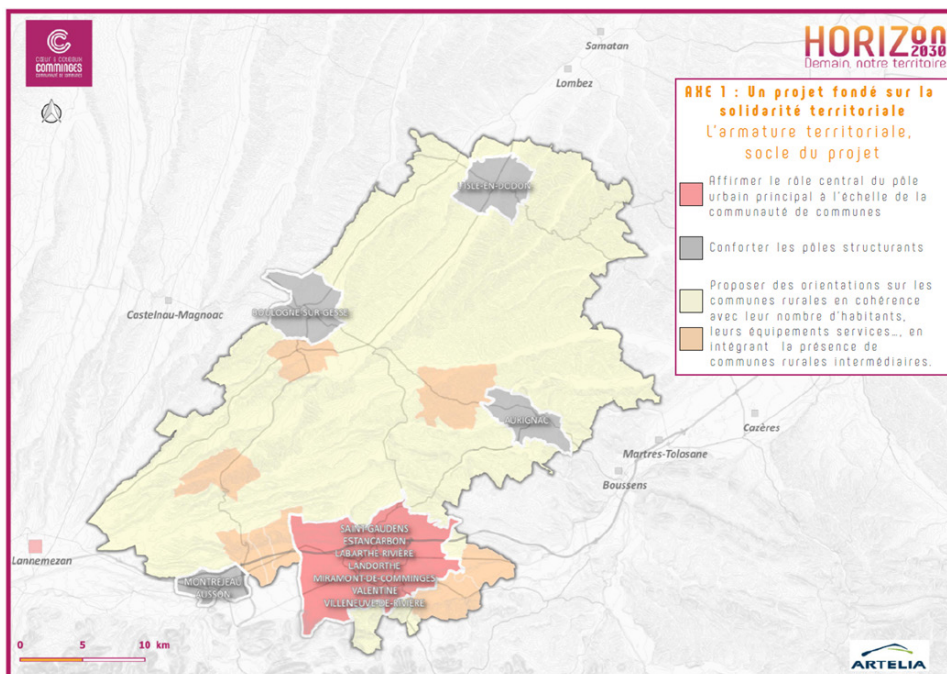 CŒUR & COTEAUX
COMMINGES
COMMUNAUTÉ DE COMMUNES
HORIZON
2030
Demain, notre territoire
AXE 1 : Un projet fondé sur la
solidarité territoriale
L'armature territoriale,
socle du projet
Affirmer le rôle central du pôle
urbain principal à l'échelle de la
communauté de communes
Conforter les pôles structurants
Proposer des orientations sur les
communes rurales en cohérence
avec leur nombre d'habitants,
leurs équipements services…, en
intégrant la présence de
communes rurales intermédiaires.
Samatan
Lombez
L'ISLE-EN-DODON
Castelnau-Magnoac
BOULOGNE-SUR-GESSE
AURIGNAC
Cazères
Martres-Tolosane
Boussens
Lannemezan
SAINT-GAUDENS
ESTANCARBON
LABARTHE-RIVIÈRE
LANDORTHE
MIRAMONT-DE-COMMINGES
VALENTINE
VILLENEUVE-DE-RIVIÈRE
MONTREJEAU
AUSSON
0 5 10 km
ARTELIA